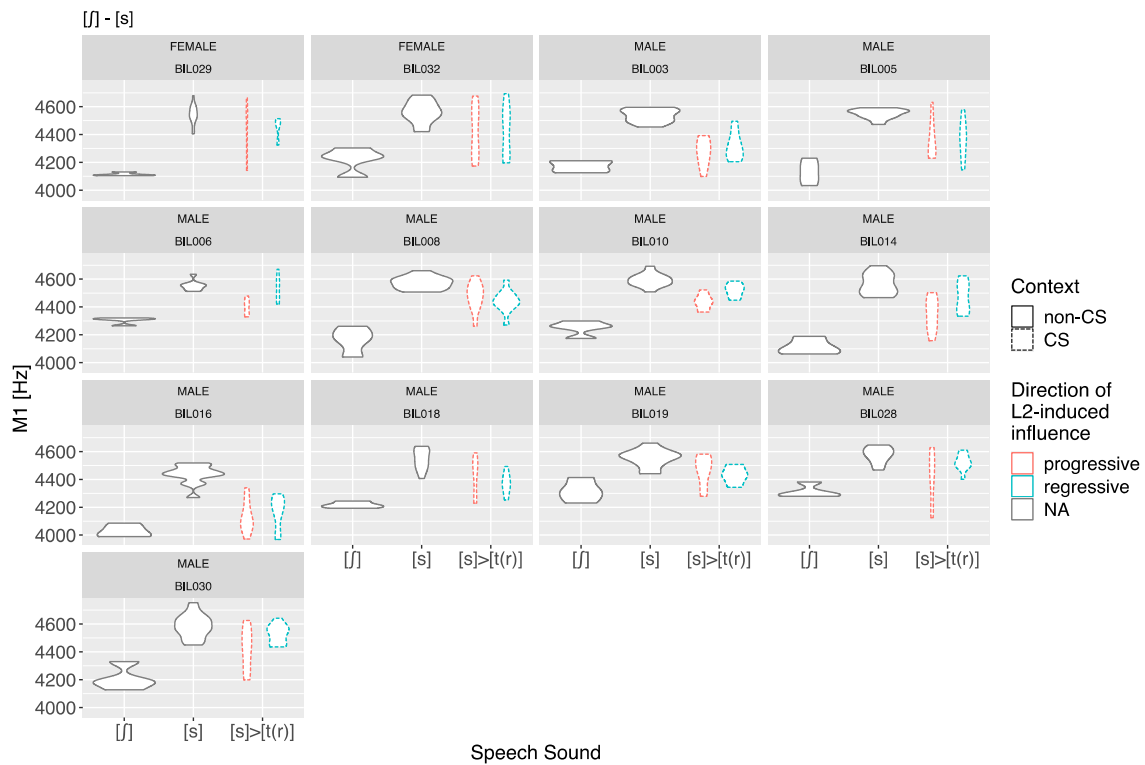 [ʃ] - [s]
FEMALE
BIL029
FEMALE
BIL032
MALE
BIL003
MALE
BIL005
4600
4400
4200
4000
MALE
BIL006
MALE
BIL008
MALE
BIL010
MALE
BIL014
4600
4400
4200
4000
MALE
BIL016
MALE
BIL018
MALE
BIL019
MALE
BIL028
4600
4400
4200
4000
[ʃ] [s] [s]>[t(r)]
[ʃ] [s] [s]>[t(r)]
[ʃ] [s] [s]>[t(r)]
MALE
BIL030
4600
4400
4200
4000
[ʃ] [s] [s]>[t(r)]
M1 [Hz]
Speech Sound
Context
non-CS
CS
Direction of
L2-induced
influence
progressive
regressive
NA